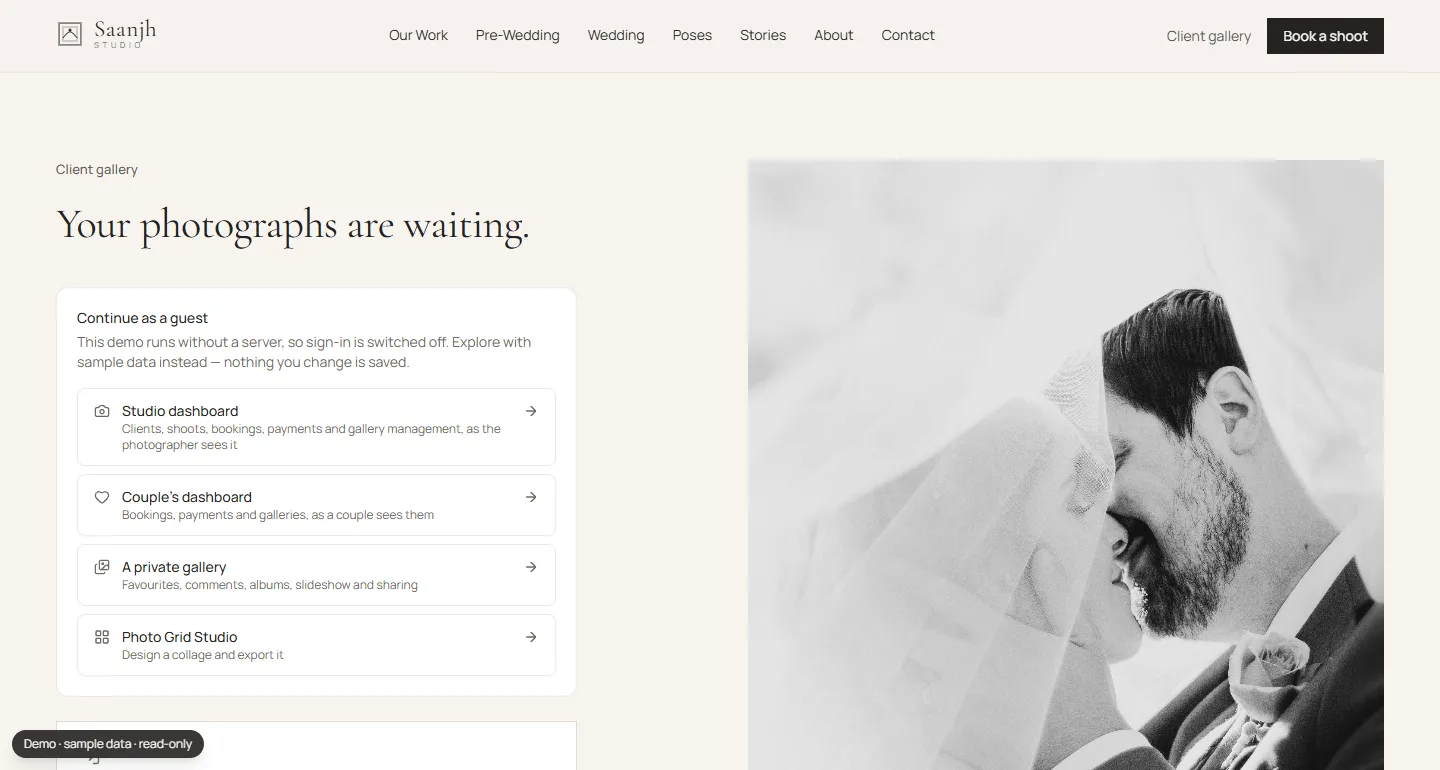 Saanjh
STUDIO
Our Work
Pre-Wedding
Wedding
Poses
Stories
About
Contact
Client gallery
Book a shoot
Client gallery
Your photographs are waiting.
Continue as a guest
This demo runs without a server, so sign-in is switched off. Explore with
sample data instead — nothing you change is saved.
Studio dashboard
Clients, shoots, bookings, payments and gallery management, as the
photographer sees it
Couple's dashboard
Bookings, payments and galleries, as a couple sees them
A private gallery
Favourites, comments, albums, slideshow and sharing
Photo Grid Studio
Design a collage and export it
Demo · sample data · read-only